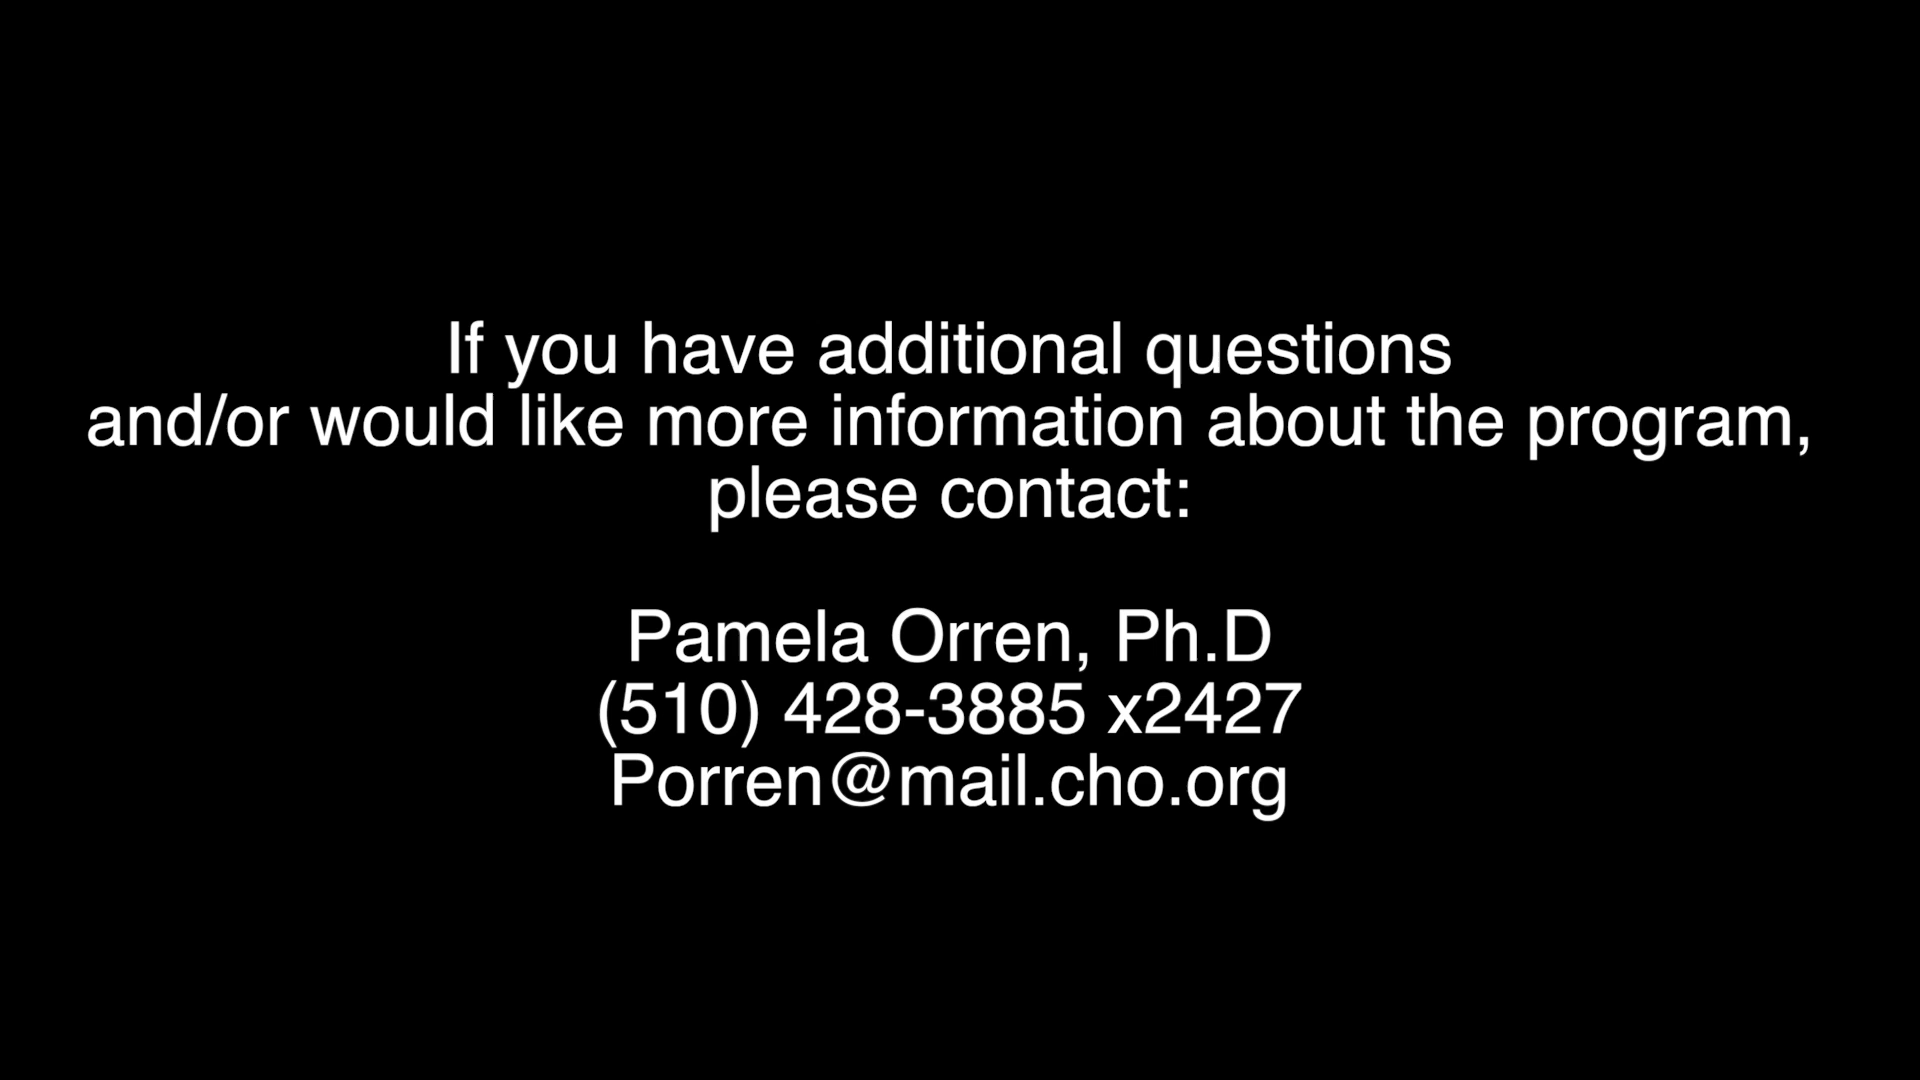 If you have additional questions
and/or would like more information about the program,
please contact:
Pamela Orren, Ph.D
(510) 428-3885 x2427
Porren@mail.cho.org